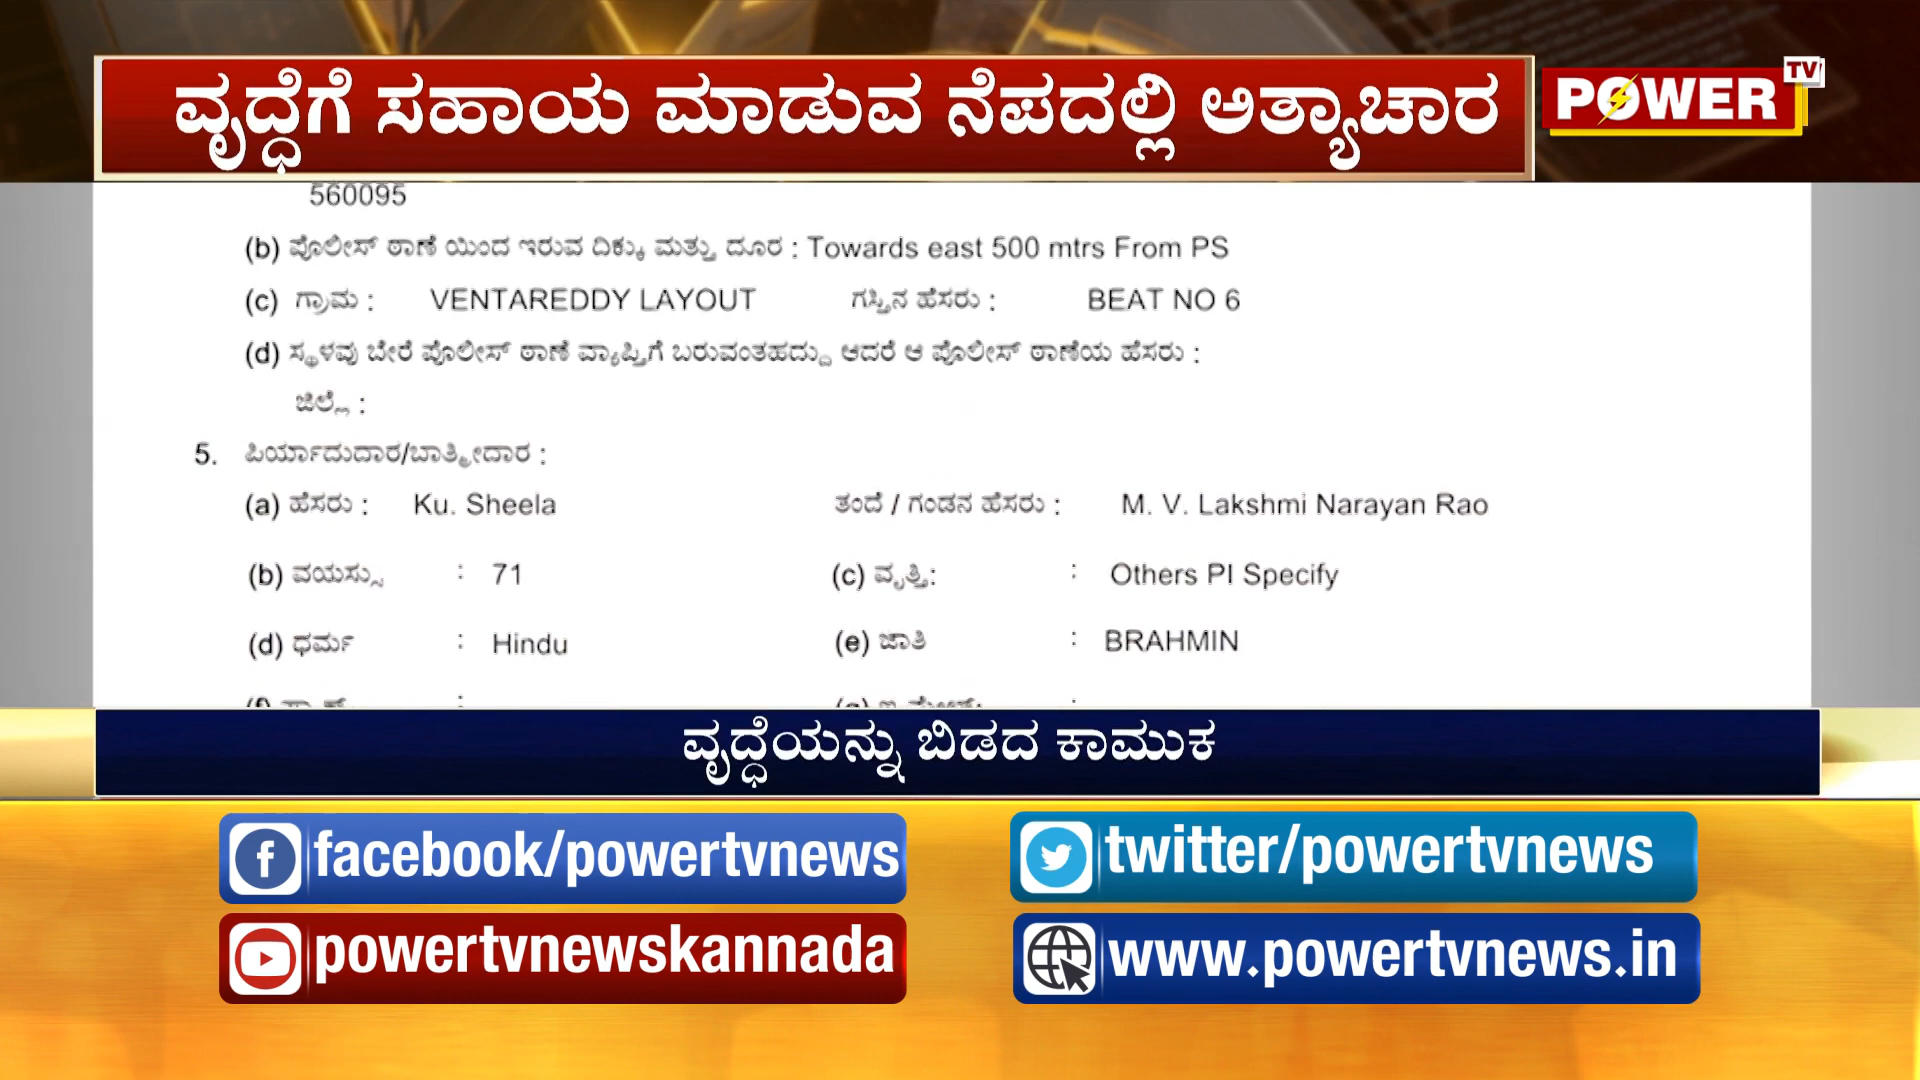 ವೃದ್ಧೆಗೆ ಸಹಾಯ ಮಾಡುವ ನೆಪದಲ್ಲಿ ಅತ್ಯಾಚಾರ
POWER TV
560095
(b) ಪೊಲೀಸ್ ಠಾಣೆ ಯಿಂದ ಇರುವ ದಿಕ್ಕು ಮತ್ತು ದೂರ : Towards east 500 mtrs From PS
(c) ಗ್ರಾಮ : VENTAREDDY LAYOUT ಗಸ್ತಿನ ಹೆಸರು : BEAT NO 6
(d) ಸ್ಥಳವು ಬೇರೆ ಪೊಲೀಸ್ ಠಾಣೆ ವ್ಯಾಪ್ತಿಗೆ ಬರುವಂತಹದ್ದು ಆದರೆ ಆ ಪೊಲೀಸ್ ಠಾಣೆಯ ಹೆಸರು :
ಜಿಲ್ಲೆ :
5. ಪಿರ್ಯಾದುದಾರ/ಬಾತ್ಮೀದಾರ :
(a) ಹೆಸರು : Ku. Sheela ತಂದೆ / ಗಂಡನ ಹೆಸರು : M. V. Lakshmi Narayan Rao
(b) ವಯಸ್ಸು : 71 (c) ವೃತ್ತಿ: : Others PI Specify
(d) ಧರ್ಮ : Hindu (e) ಜಾತಿ : BRAHMIN
ವೃದ್ಧೆಯನ್ನು ಬಿಡದ ಕಾಮುಕ
facebook/powertvnews twitter/powertvnews
powertvnewskannada www.powertvnews.in